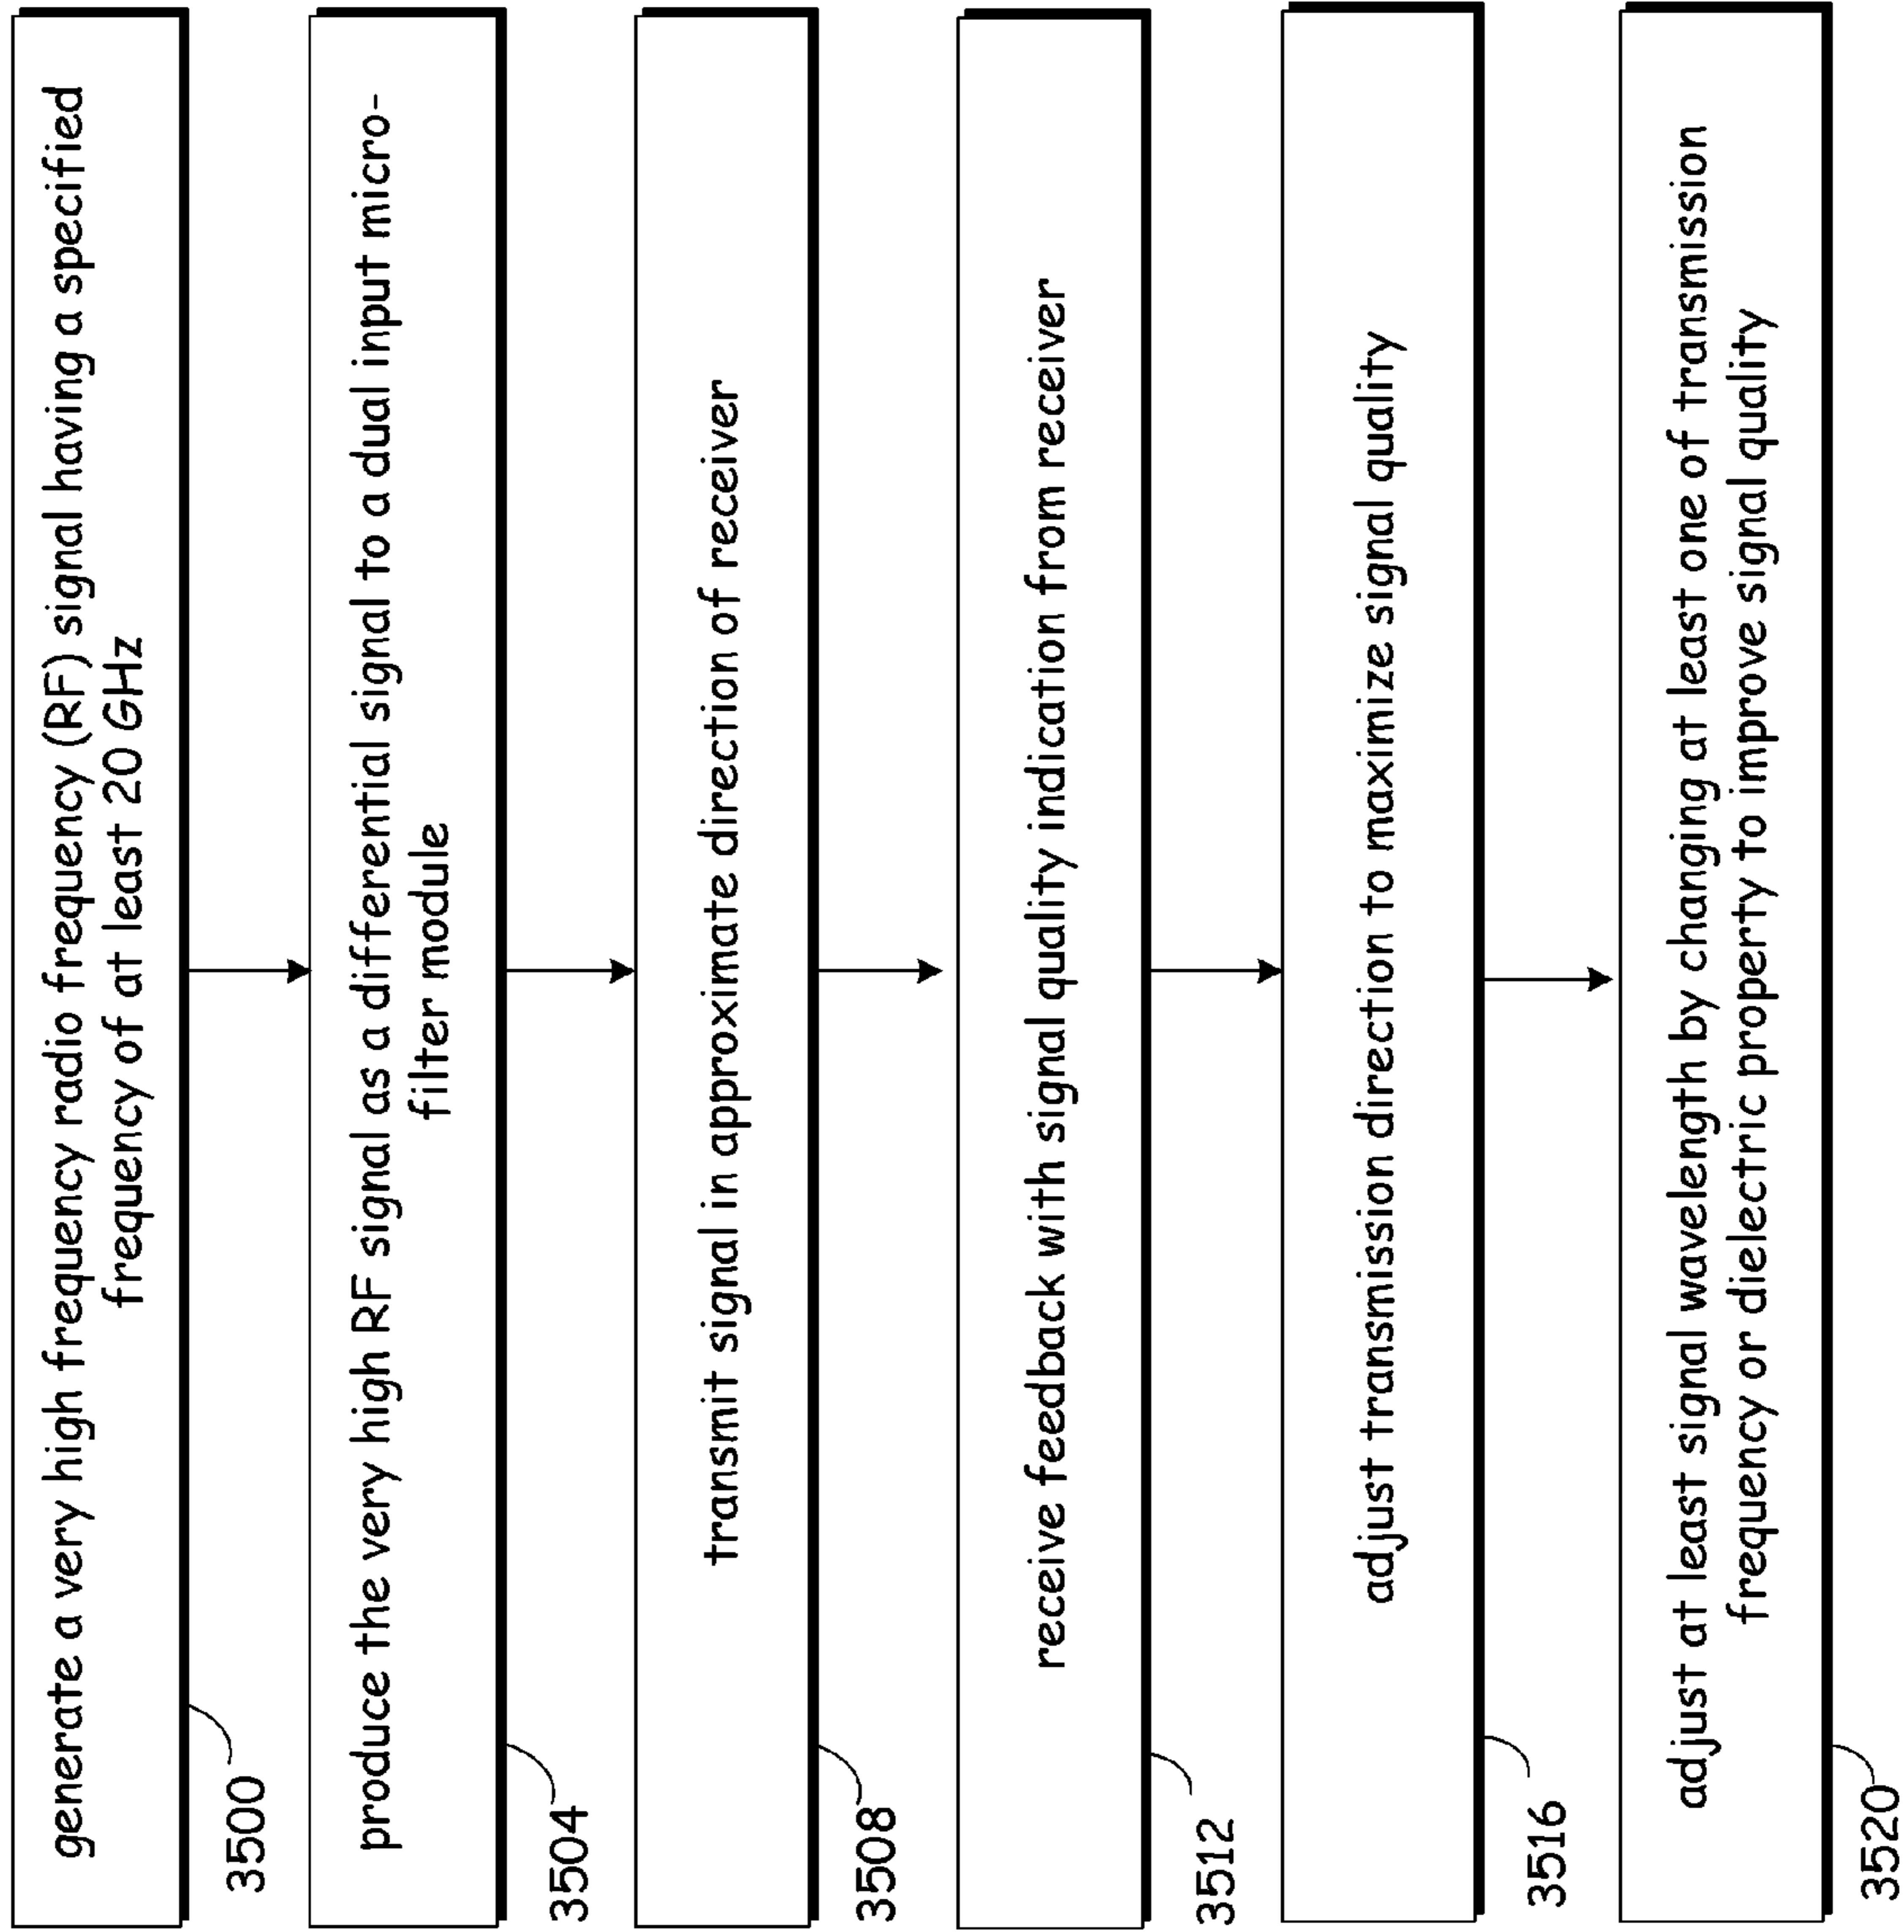 generate a very high frequency radio frequency (RF) signal having a specified
frequency of at least 20 GHz
3500
produce the very high RF signal as a differential signal to a dual input micro-
filter module
3504
transmit signal in approximate direction of receiver
3508
receive feedback with signal quality indication from receiver
3512
adjust transmission direction to maximize signal quality
3516
adjust at least signal wavelength by changing at least one of transmission
frequency or dielectric property to improve signal quality
3520